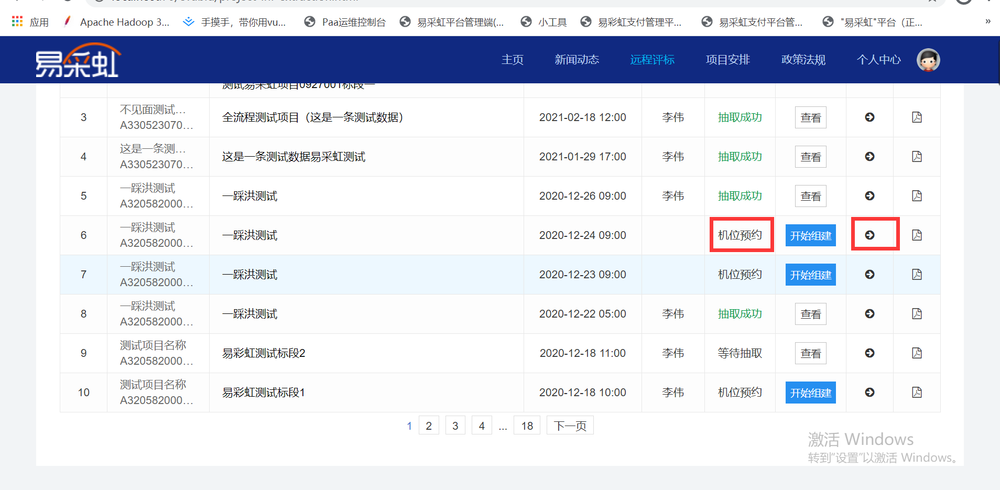 应用 Apache Hadoop 3... 手摸手，带你用vu... Paa运维控制台 易采虹平台管理端(... 小工具 易彩虹支付管理平... 易采虹支付平台管... "易采虹"平台（正... »
易采虹 主页 新闻动态 远程评标 项目安排 政策法规 个人中心
测试易采虹项目0927001标段一
3 不见面测试... 全流程测试项目（这是一条测试数据） 2021-02-18 12:00 李伟 抽取成功 查看
A330523070...
4 这是一条测... 这是一条测试数据易采虹测试 2021-01-29 17:00 李伟 抽取成功 查看
A330523070...
5 一踩洪测试 一踩洪测试 2020-12-26 09:00 李伟 抽取成功 查看
A320582000...
6 一踩洪测试 一踩洪测试 2020-12-24 09:00 机位预约 开始组建
A320582000...
7 一踩洪测试 一踩洪测试 2020-12-23 09:00 机位预约 开始组建
A320582000...
8 一踩洪测试 一踩洪测试 2020-12-22 05:00 李伟 抽取成功 查看
A320582000...
9 测试项目名称 易彩虹测试标段2 2020-12-18 11:00 李伟 等待抽取 查看
A320582000...
10 测试项目名称 易彩虹测试标段1 2020-12-18 10:00 李伟 机位预约 开始组建
A320582000...
1 2 3 4 ... 18 下一页
激活 Windows
转到"设置"以激活 Windows。